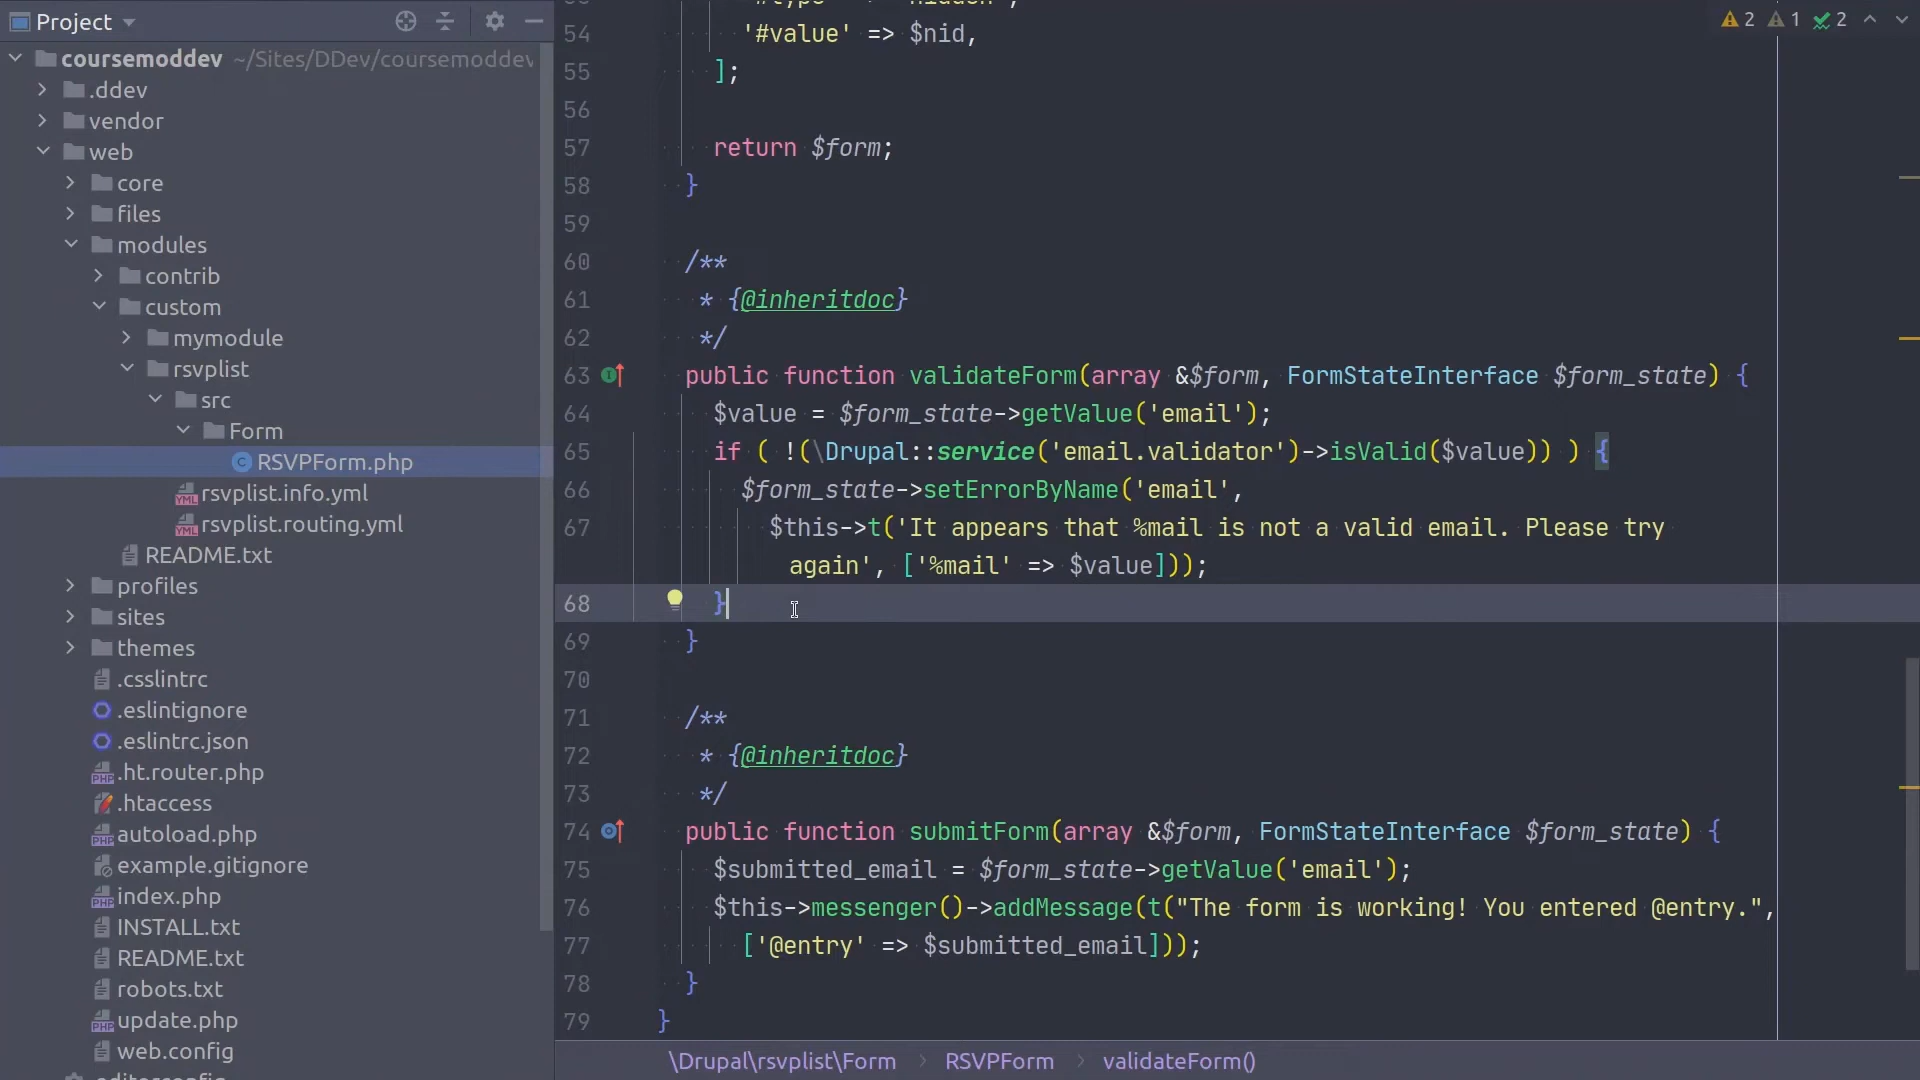 Project
coursemoddev ~/Sites/DDev/coursemoddev
.ddev
vendor
web
core
files
modules
contrib
custom
mymodule
rsvplist
src
Form
RSVPForm.php
rsvplist.info.yml
rsvplist.routing.yml
README.txt
profiles
sites
themes
.csslintrc
.eslintignore
.eslintrc.json
.ht.router.php
.htaccess
autoload.php
example.gitignore
index.php
INSTALL.txt
README.txt
robots.txt
update.php
web.config
2 1 2
54 '#value' => $nid,
55 ];
56
57 return $form;
58 }
59
60 /**
61 * {@inheritdoc}
62 */
63 public function validateForm(array &$form, FormStateInterface $form_state) {
64 $value = $form_state->getValue('email');
65 if ( !(\Drupal::service('email.validator')->isValid($value)) ) {
66 $form_state->setErrorByName('email',
67 $this->t('It appears that %mail is not a valid email. Please try
again', ['%mail' => $value]));
68 }
69 }
70
71 /**
72 * {@inheritdoc}
73 */
74 public function submitForm(array &$form, FormStateInterface $form_state) {
75 $submitted_email = $form_state->getValue('email');
76 $this->messenger()->addMessage(t("The form is working! You entered @entry.",
77 ['@entry' => $submitted_email]));
78 }
79 }
\Drupal\rsvplist\Form > RSVPForm > validateForm()